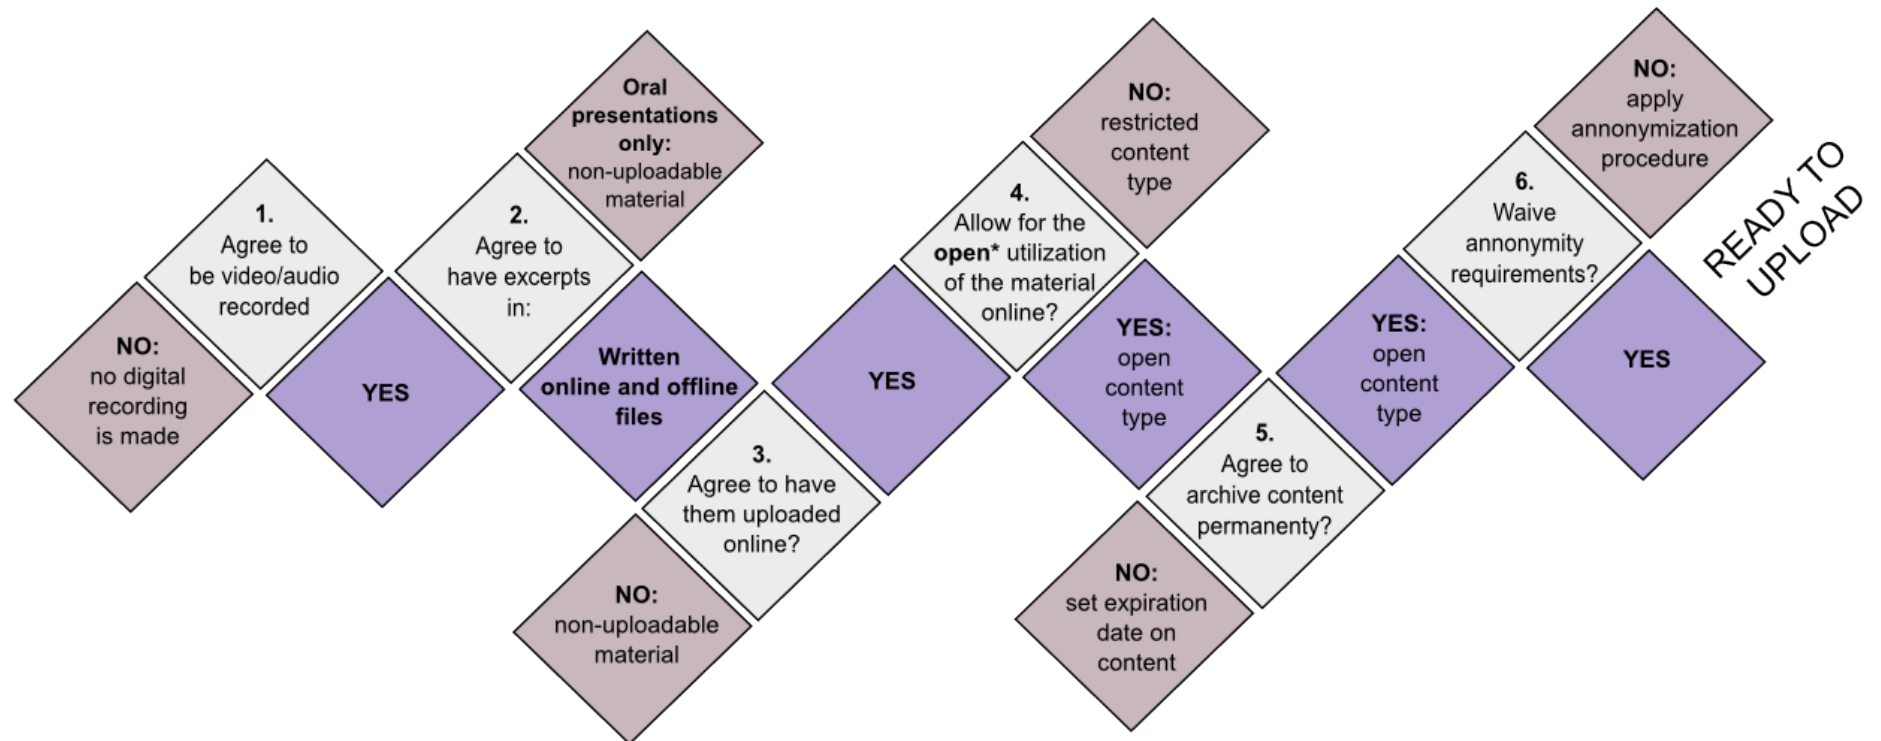 1.
Agree to
be video/audio
recorded
NO:
no digital
recording
is made
YES
2.
Agree to
have excerpts
in:
Oral
presentations
only:
non-uploadable
material
Written
online and offline
files
3.
Agree to have
them uploaded
online?
NO:
non-uploadable
material
YES
4.
Allow for the
open* utilization
of the material
online?
NO:
restricted
content
type
YES:
open
content
type
5.
Agree to
archive content
permanenty?
NO:
set expiration
date on
content
YES:
open
content
type
6.
Waive
annonymity
requirements?
NO:
apply
annonymization
procedure
YES
READY TO
UPLOAD